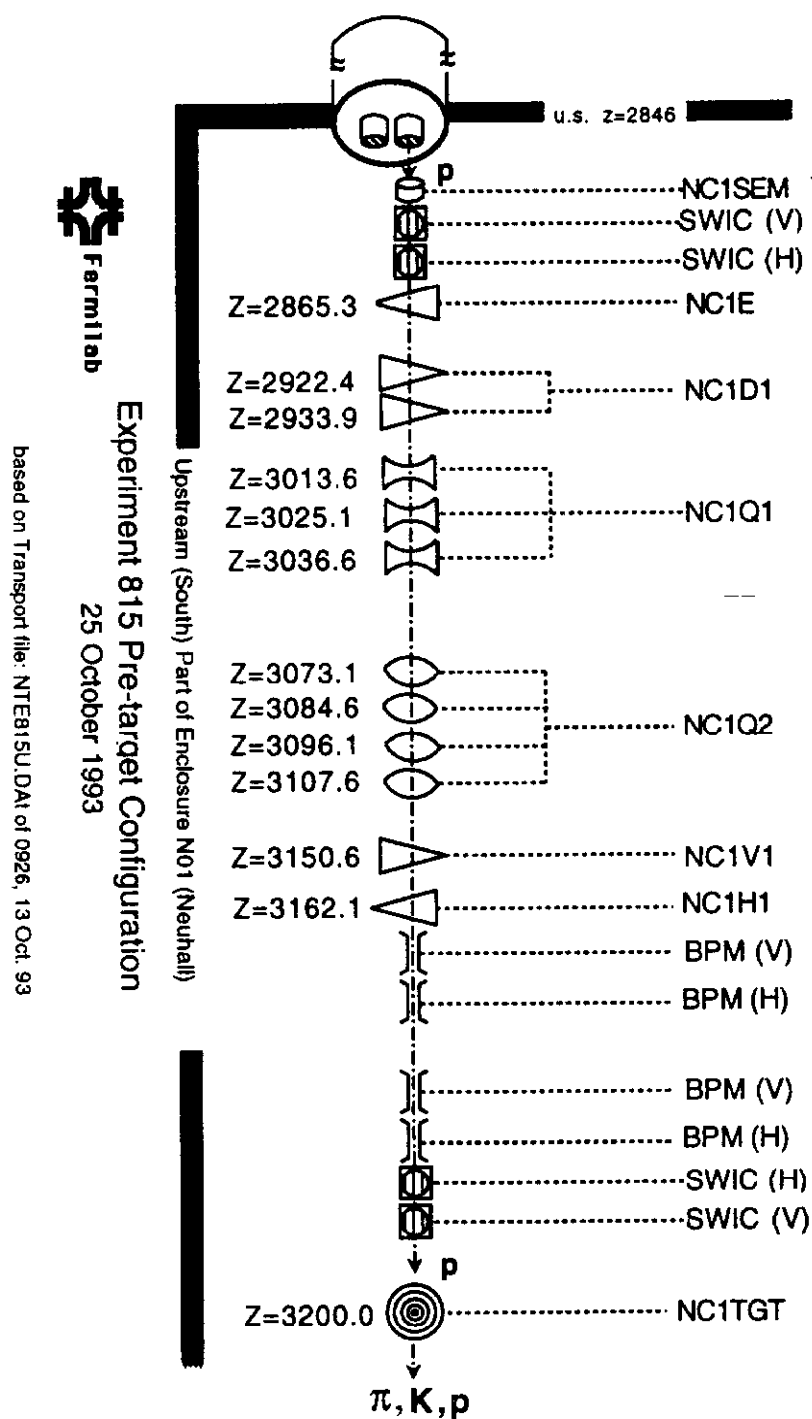 u.s. z=2846
p
NC1SEM
SWIC (V)
SWIC (H)
Z=2865.3 NC1E
Z=2922.4
NC1D1
Z=2933.9
Z=3013.6
Z=3025.1 NC1Q1
Z=3036.6
Z=3073.1
Z=3084.6
NC1Q2
Z=3096.1
Z=3107.6
Z=3150.6 NC1V1
Z=3162.1 NC1H1
BPM (V)
BPM (H)
BPM (V)
BPM (H)
SWIC (H)
SWIC (V)
p
Z=3200.0 NC1TGT
π, K, p
Upstream (South) Part of Enclosure N01 (Neuhall)
Fermilab
Experiment 815 Pre-target Configuration
25 October 1993
based on Transport file: NTE815U.DAt of 0926, 13 Oct. 93